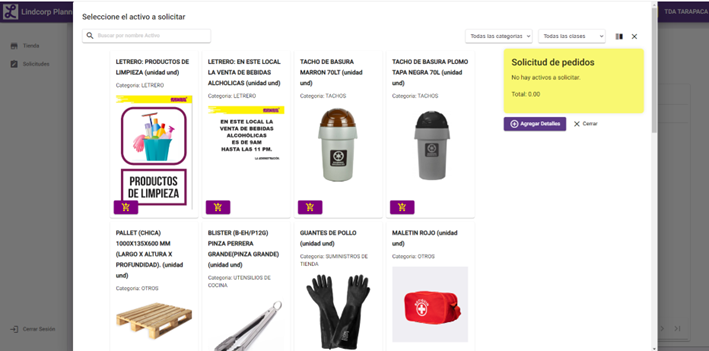 Lindcorp Plann
TDA TARAPACA
Tienda
Solicitudes
Cerrar Sesión
Seleccione el activo a solicitar
Buscar por nombre Activo
Todas las categorias
Todas las clases
LETRERO: PRODUCTOS DE
LIMPIEZA (unidad und)
Categoria: LETRERO
PRODUCTOS
DE LIMPIEZA
LETRERO: EN ESTE LOCAL
LA VENTA DE BEBIDAS
ALCHOLICAS (unidad und)
Categoria: LETRERO
EN ESTE LOCAL LA
VENTA DE BEBIDAS
ALCOHÓLICAS
ES DE 9AM
HASTA LAS 11 PM.
LA ADMINISTRACIÓN.
TACHO DE BASURA
MARRON 70LT (unidad
und)
Categoria: TACHOS
TACHO DE BASURA PLOMO
TAPA NEGRA 70L (unidad
und)
Categoria: TACHOS
Solicitud de pedidos
No hay activos a solicitar.
Total: 0.00
Agregar Detalles
Cerrar
PALLET (CHICA)
1000X135X600 MM
(LARGO X ALTURA X
PROFUNDIDAD). (unidad
und)
Categoria: OTROS
BLISTER (B-EH/P12G)
PINZA PERRERA
GRANDE(PINZA GRANDE)
(unidad und)
Categoria: UTENSILIOS DE
COCINA
GUANTES DE POLLO
(unidad und)
Categoria: SUMINISTROS DE
TIENDA
MALETIN ROJO (unidad
und)
Categoria: OTROS